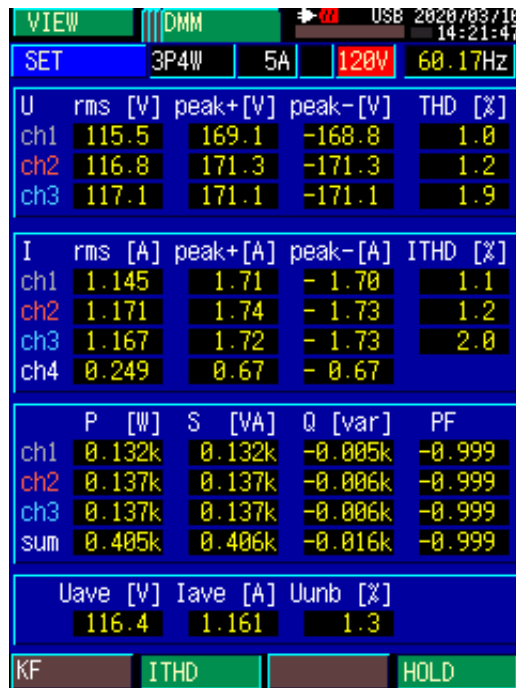 VIEW DMM USB 2020/03/10
14:21:47
SET 3P4W 5A 120V 60.17Hz
U rms [V] peak+[V] peak-[V] THD [%]
ch1 115.5 169.1 -168.8 1.0
ch2 116.8 171.3 -171.3 1.2
ch3 117.1 171.1 -171.1 1.9
I rms [A] peak+[A] peak-[A] ITHD [%]
ch1 1.145 1.71 - 1.70 1.1
ch2 1.171 1.74 - 1.73 1.2
ch3 1.167 1.72 - 1.73 2.0
ch4 0.249 0.67 - 0.67
P [W] S [VA] Q [var] PF
ch1 0.132k 0.132k -0.005k -0.999
ch2 0.137k 0.137k -0.006k -0.999
ch3 0.137k 0.137k -0.006k -0.999
sum 0.405k 0.406k -0.016k -0.999
Uave [V] Iave [A] Uunb [%]
116.4 1.161 1.3
KF ITHD HOLD